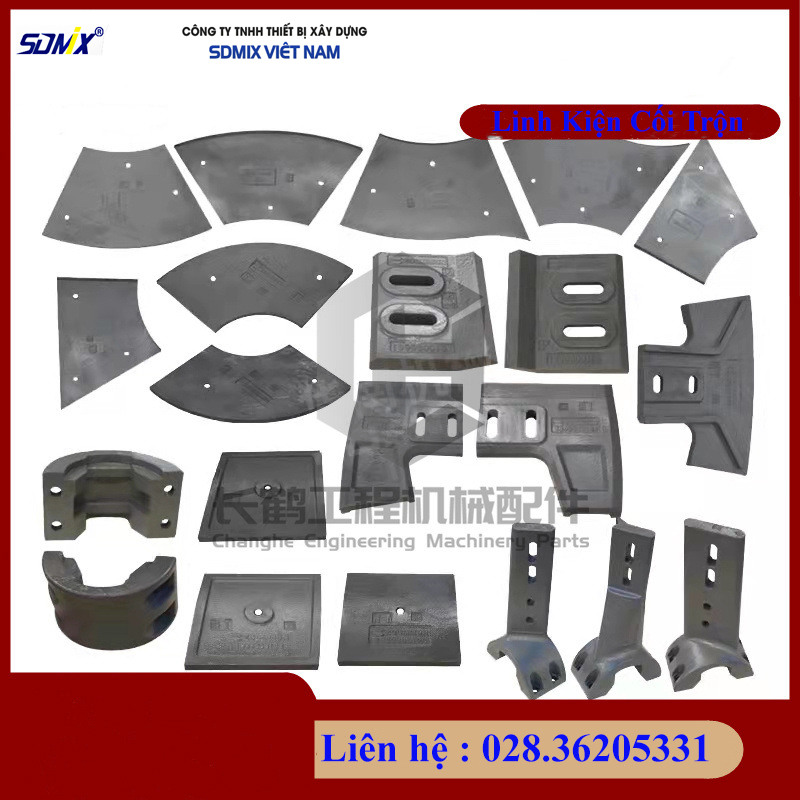 SDMIX
CÔNG TY TNHH THIẾT BỊ XÂY DỰNG
SDMIX VIÊT NAM
Linh Kiện Cối Trộn
长鹤工程机械配件
Changhe Engineering Machinery Parts
Liên hệ : 028.36205331